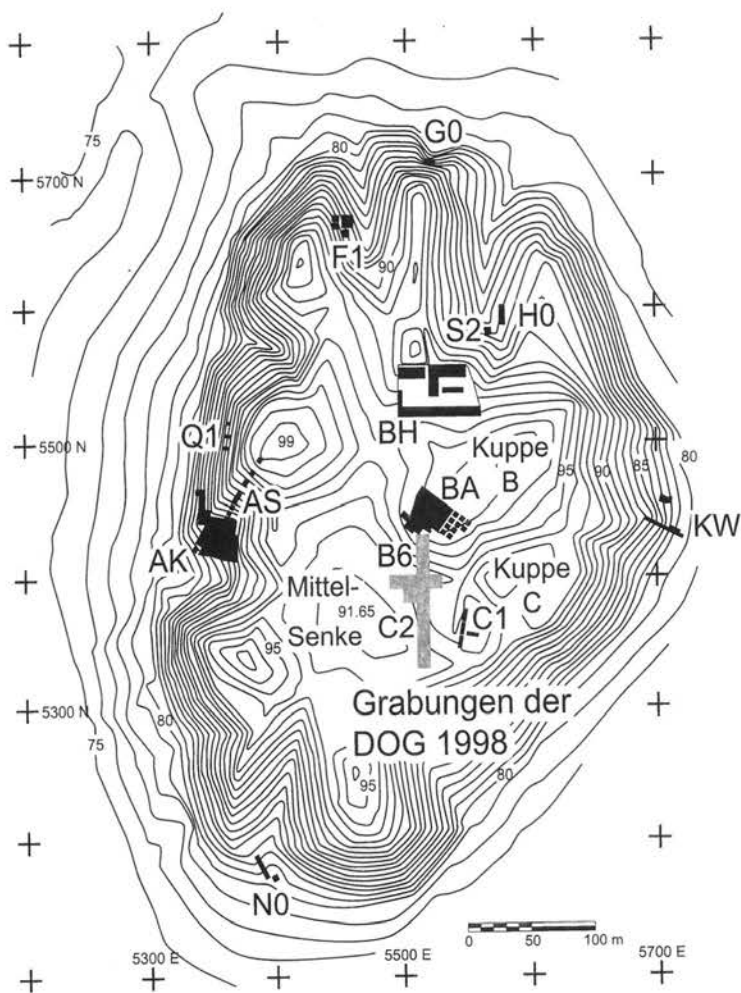 80
G0
75
5700 N
F1
90
S2
H0
BH
Q1
99
5500 N
Kuppe
B
95
90
85
80
AS
BA
KW
AK
B6
Kuppe
C
Mittel-
91.65
Senke
C2
C1
95
Grabungen der
DOG 1998
5300 N
80
75
80
95
N0
0
50
100 m
5300 E
5500 E
5700 E